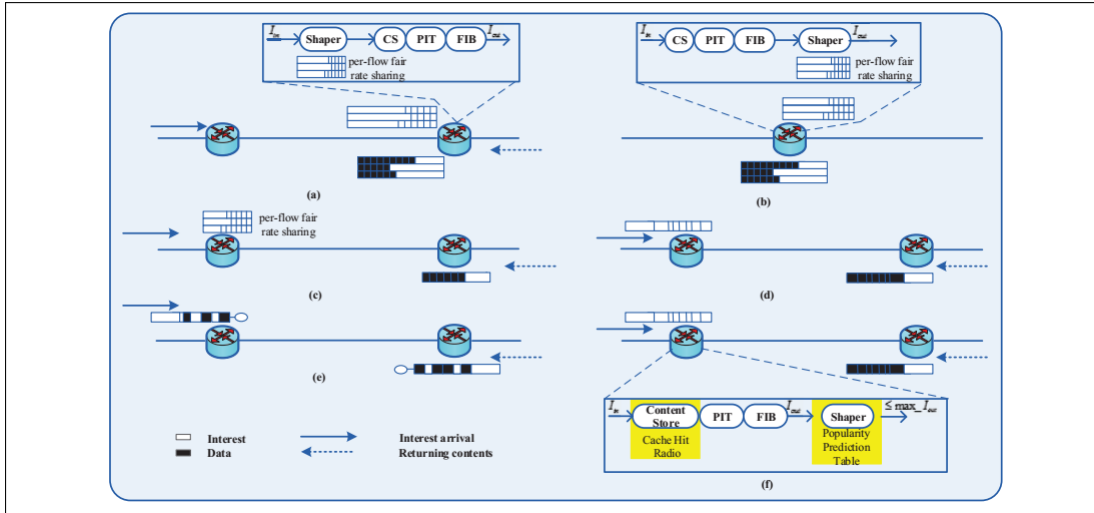 I_in Shaper CS PIT FIB I_out
per-flow fair
rate sharing
(a)
I_in CS PIT FIB Shaper I_out
per-flow fair
rate sharing
(b)
per-flow fair
rate sharing
(c)
(d)
(e)
I_in Content Store PIT FIB I_out Shaper ≤ max_ I_out
Cache Hit
Radio
Popularity
Prediction
Table
(f)
Interest
Data
Interest arrival
Returning contents